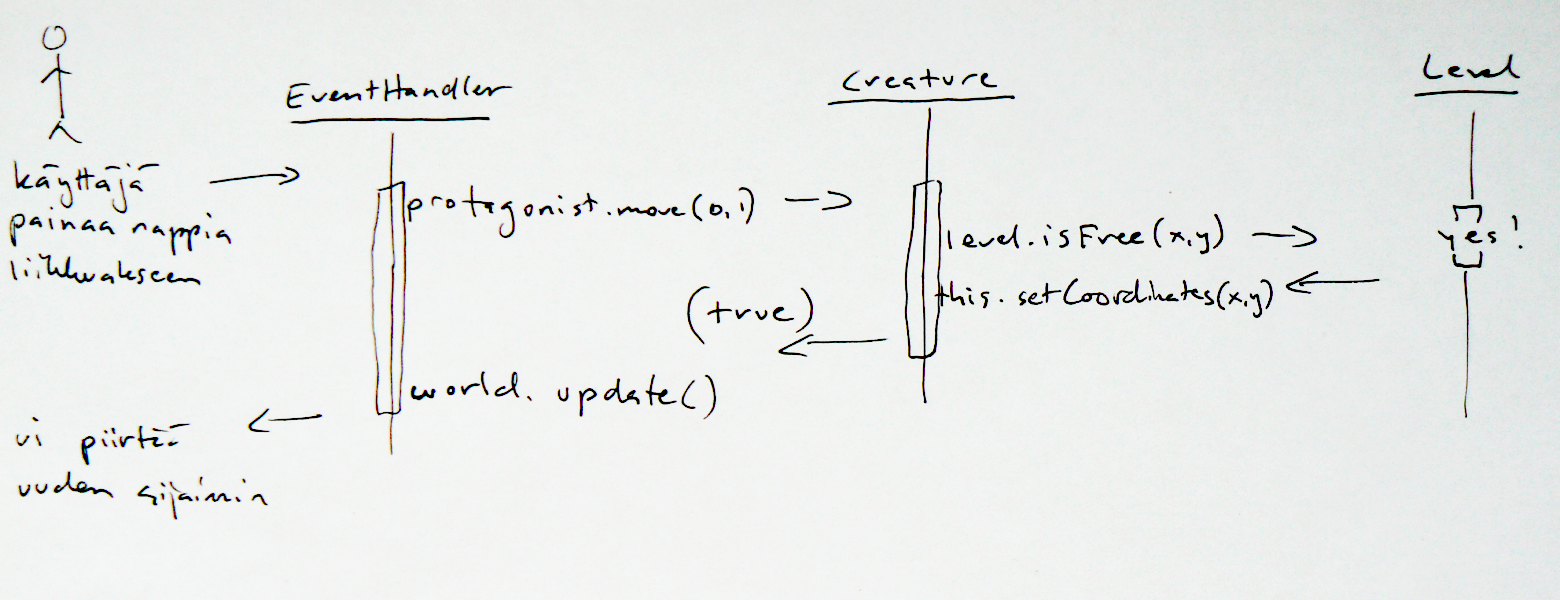 EventHandler
Creature
Level
käyttäjä
painaa nappia
liikkuakseen
protagonist.move(0,1)
level.isFree(x,y)
yes!
this.setCoordinates(x,y)
(true)
world.update()
ui piirtää
uuden sijainnin